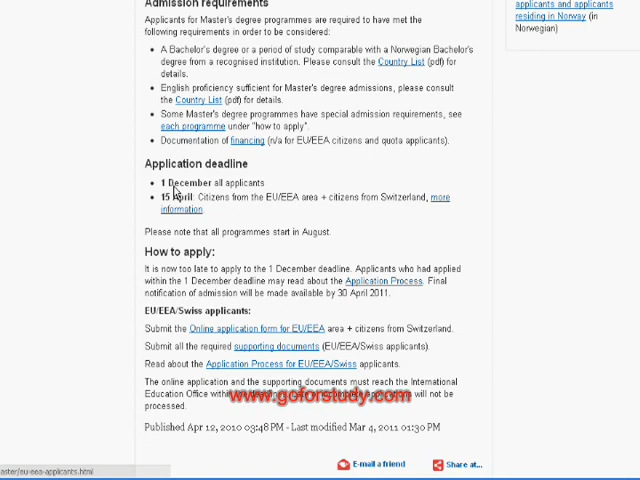 Admission requirements
applicants and applicants
residing in Norway (in
Norwegian)
Applicants for Master's degree programmes are required to have met the
following requirements in order to be considered:
A Bachelor's degree or a period of study comparable with a Norwegian Bachelor's
degree from a recognised institution. Please consult the Country List (pdf) for
details.
English proficiency sufficient for Master's degree admissions, please consult
the Country List (pdf) for details.
Some Master's degree programmes have special admission requirements, see
each programme under "how to apply".
Documentation of financing (n/a for EU/EEA citizens and quota applicants).
Application deadline
1 December all applicants
15 April: Citizens from the EU/EEA area + citizens from Switzerland, more
information.
Please note that all programmes start in August.
How to apply:
It is now too late to apply to the 1 December deadline. Applicants who had applied
within the 1 December deadline may read about the Application Process. Final
notification of admission will be made available by 30 April 2011.
EU/EEA/Swiss applicants:
Submit the Online application form for EU/EEA area + citizens from Switzerland.
Submit all the required supporting documents (EU/EEA/Swiss applicants).
Read about the Application Process for EU/EEA/Swiss applicants.
The online application and the supporting documents must reach the International
Education Office within applications will not be
www.goforstudy.com
processed.
Published Apr 12, 2010 03:48 PM - Last modified Mar 4, 2011 01:30 PM
E-mail a friend
Share at...
aster/eu-eea-applicants.html